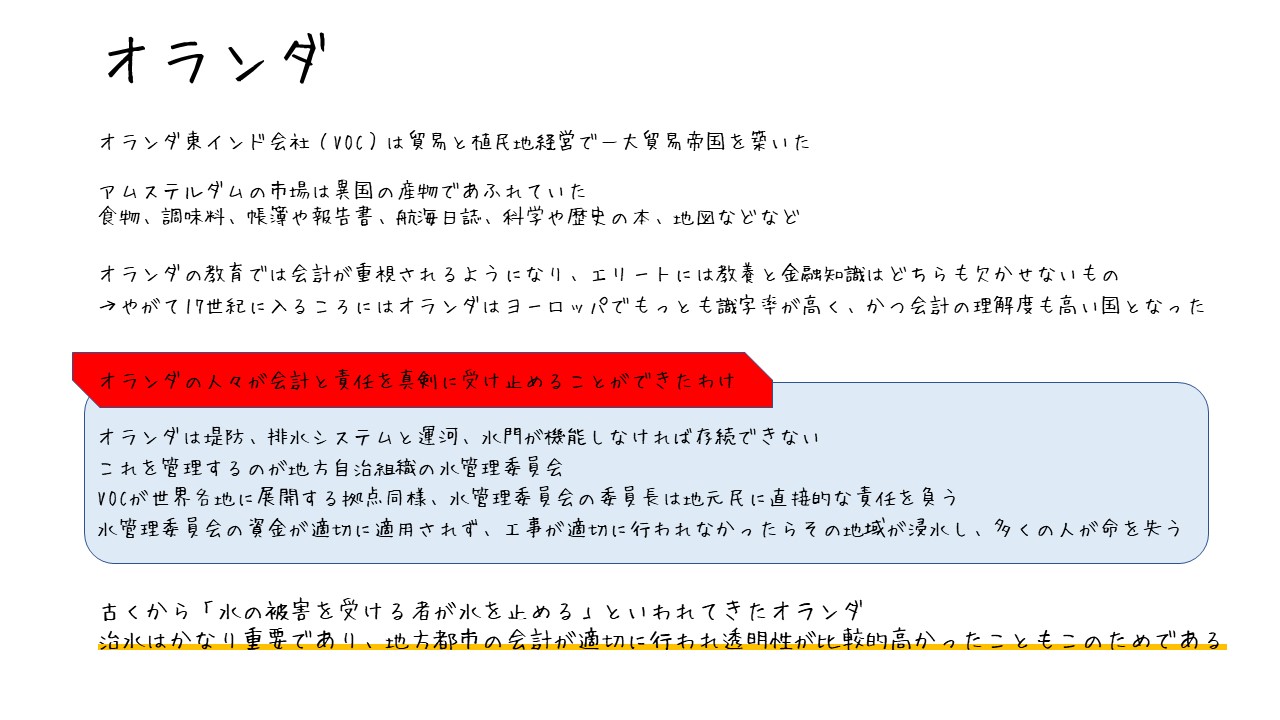 オランダ
オランダ東インド会社(VOC)は貿易と植民地経営で一大貿易帝国を築いた
アムステルダムの市場は異国の産物であふれていた
食物、調味料、帳簿や報告書、航海日誌、科学や歴史の本、地図などなど
オランダの教育では会計が重視されるようになり、エリートには教養と金融知識はどちらも欠かせないもの
→やがて17世紀に入るころにはオランダはヨーロッパでもっとも識字率が高く、かつ会計の理解度も高い国となった
オランダの人々が会計と責任を真剣に受け止めることができたわけ
オランダは堤防、排水システムと運河、水門が機能しなければ存続できない
これを管理するのが地方自治組織の水管理委員会
VOCが世界各地に展開する拠点同様、水管理委員会の委員長は地元民に直接的な責任を負う
水管理委員会の資金が適切に適用されず、工事が適切に行われなかったらその地域が浸水し、多くの人が命を失う
古くから「水の被害を受ける者が水を止める」といわれてきたオランダ
治水はかなり重要であり、地方都市の会計が適切に行われ透明性が比較的高かったこともこのためである